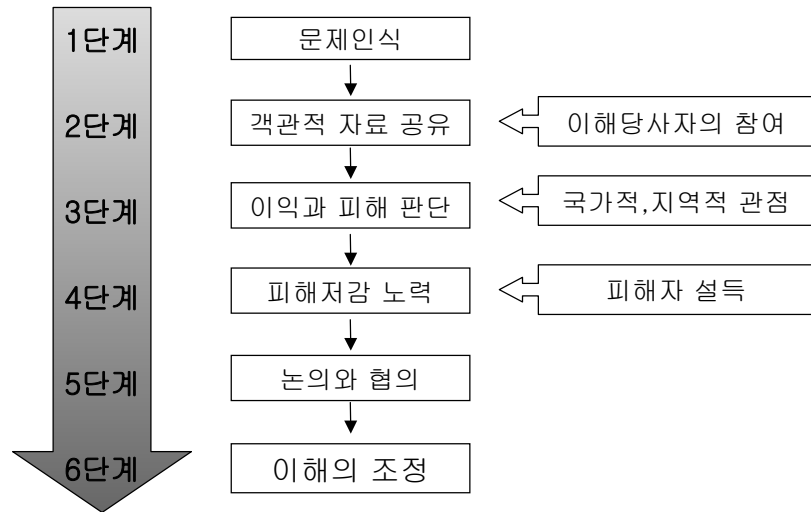 1단계
문제인식
2단계
객관적 자료 공유
이해당사자의 참여
3단계
이익과 피해 판단
국가적,지역적 관점
4단계
피해저감 노력
피해자 설득
5단계
논의와 협의
6단계
이해의 조정